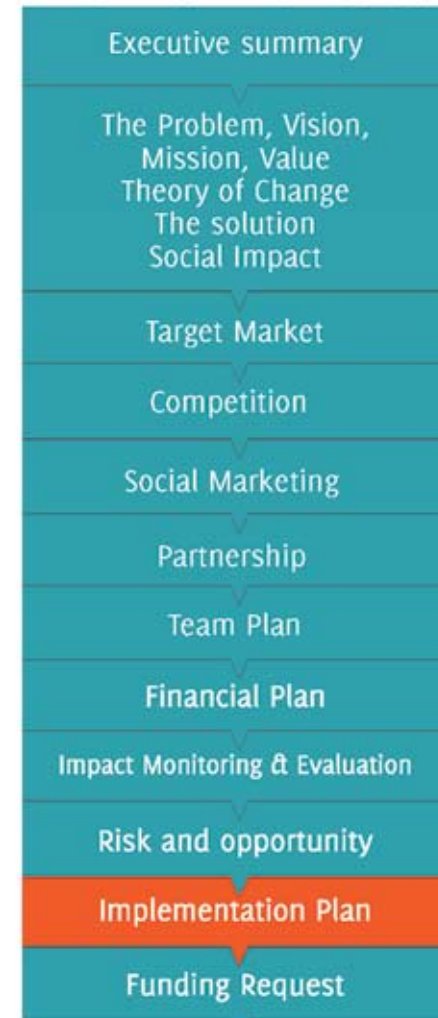 Executive summary
The Problem, Vision,
Mission, Value
Theory of Change
The solution
Social Impact
Target Market
Competition
Social Marketing
Partnership
Team Plan
Financial Plan
Impact Monitoring & Evaluation
Risk and opportunity
Implementation Plan
Funding Request